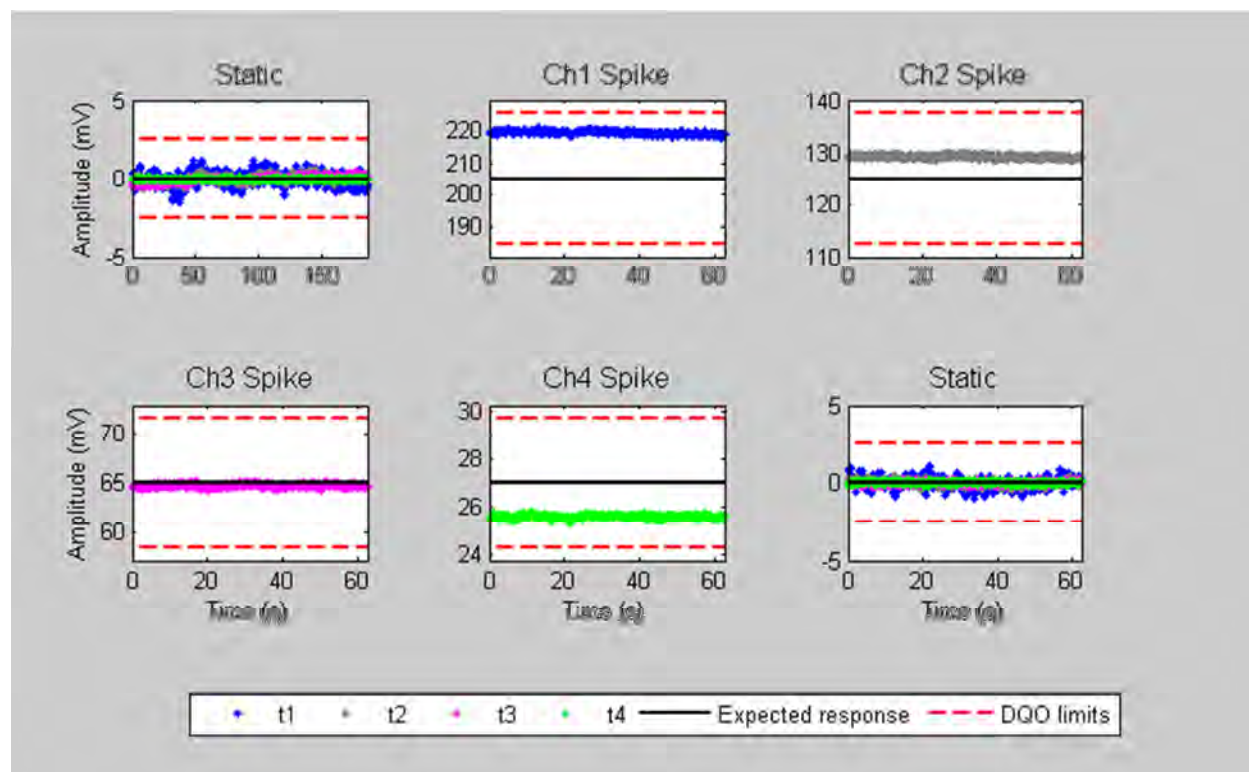 Static
Ch1 Spike
Ch2 Spike
Amplitude (mV)
5
0
-5
0 50 100 150
220
210
200
190
0 20 40 60
140
130
120
110
0 20 40 60
Ch3 Spike
Ch4 Spike
Static
Amplitude (mV)
70
65
60
0 20 40 60
Time (s)
30
28
26
24
0 20 40 60
Time (s)
5
0
-5
0 20 40 60
Time (s)
t1 t2 t3 t4 Expected response DQO limits